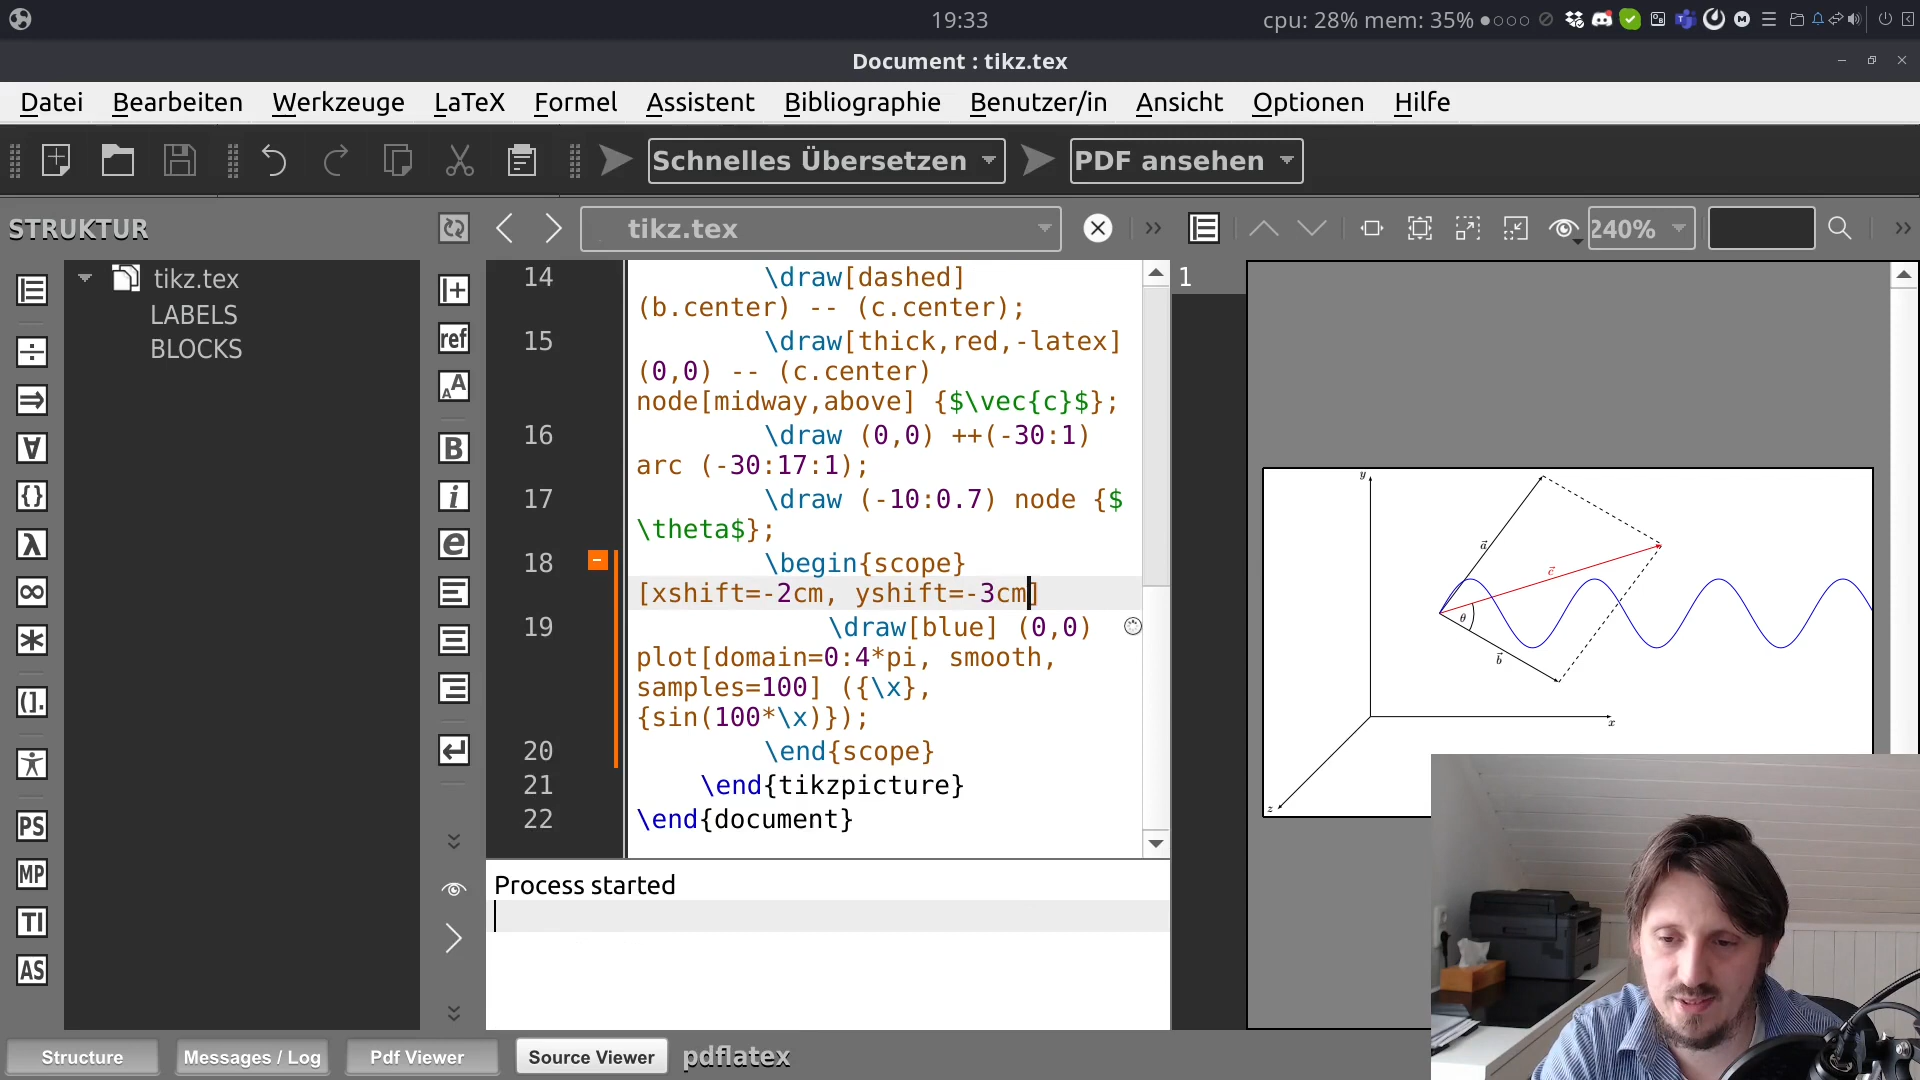 19:33
cpu: 28% mem: 35%
Document : tikz.tex
Datei Bearbeiten Werkzeuge LaTeX Formel Assistent Bibliographie Benutzer/in Ansicht Optionen Hilfe
Schnelles Übersetzen
PDF ansehen
STRUKTUR
tikz.tex
240%
tikz.tex
LABELS
BLOCKS
ref
B
i
e
PS
MP
TI
AS
14 \draw[dashed]
(b.center) -- (c.center);
15 \draw[thick,red,-latex]
(0,0) -- (c.center)
node[midway,above] {$\vec{c}$};
16 \draw (0,0) ++(-30:1)
arc (-30:17:1);
17 \draw (-10:0.7) node {$
\theta$};
18 \begin{scope}
[xshift=-2cm, yshift=-3cm]
19 \draw[blue] (0,0)
plot[domain=0:4*pi, smooth,
samples=100] ({\x},
{sin(100*\x)});
20 \end{scope}
21 \end{tikzpicture}
22 \end{document}
Process started
1
y
a⃗
c⃗
θ
b⃗
x
z
Structure
Messages / Log
Pdf Viewer
Source Viewer
pdflatex